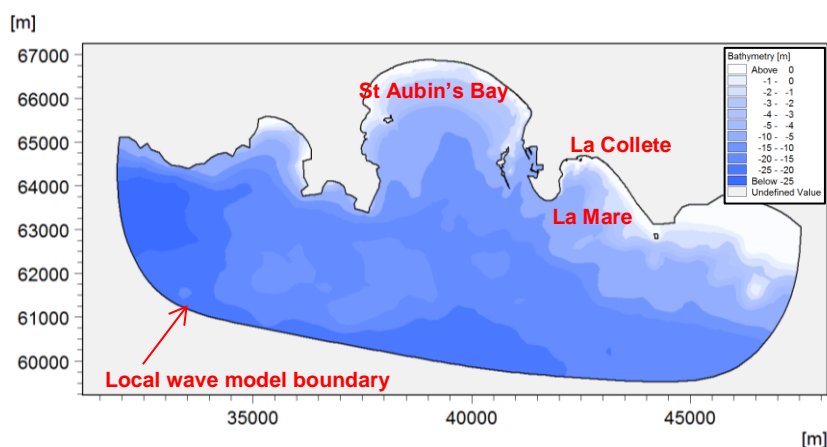 [m]
67000
66000
65000
64000
63000
62000
61000
60000
St Aubin's Bay
La Collete
La Mare
Local wave model boundary
Bathymetry [m]
Above 0
-1 - 0
-2 - -1
-3 - -2
-4 - -3
-5 - -4
-10 - -5
-15 - -10
-20 - -15
-25 - -20
Below -25
Undefined Value
35000
40000
45000
[m]